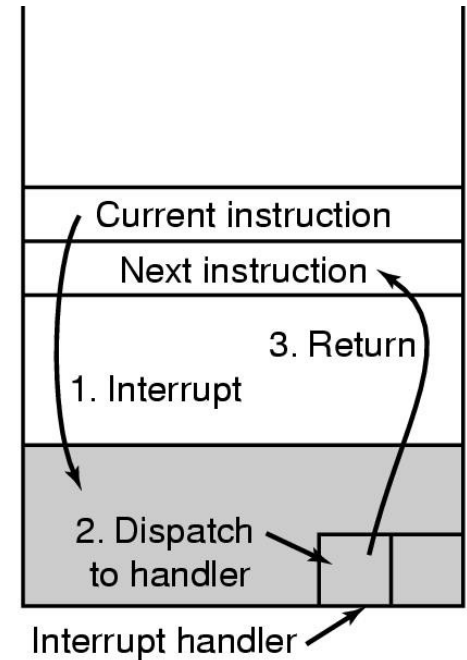 Current instruction
Next instruction
3. Return
1. Interrupt
2. Dispatch
to handler
Interrupt handler